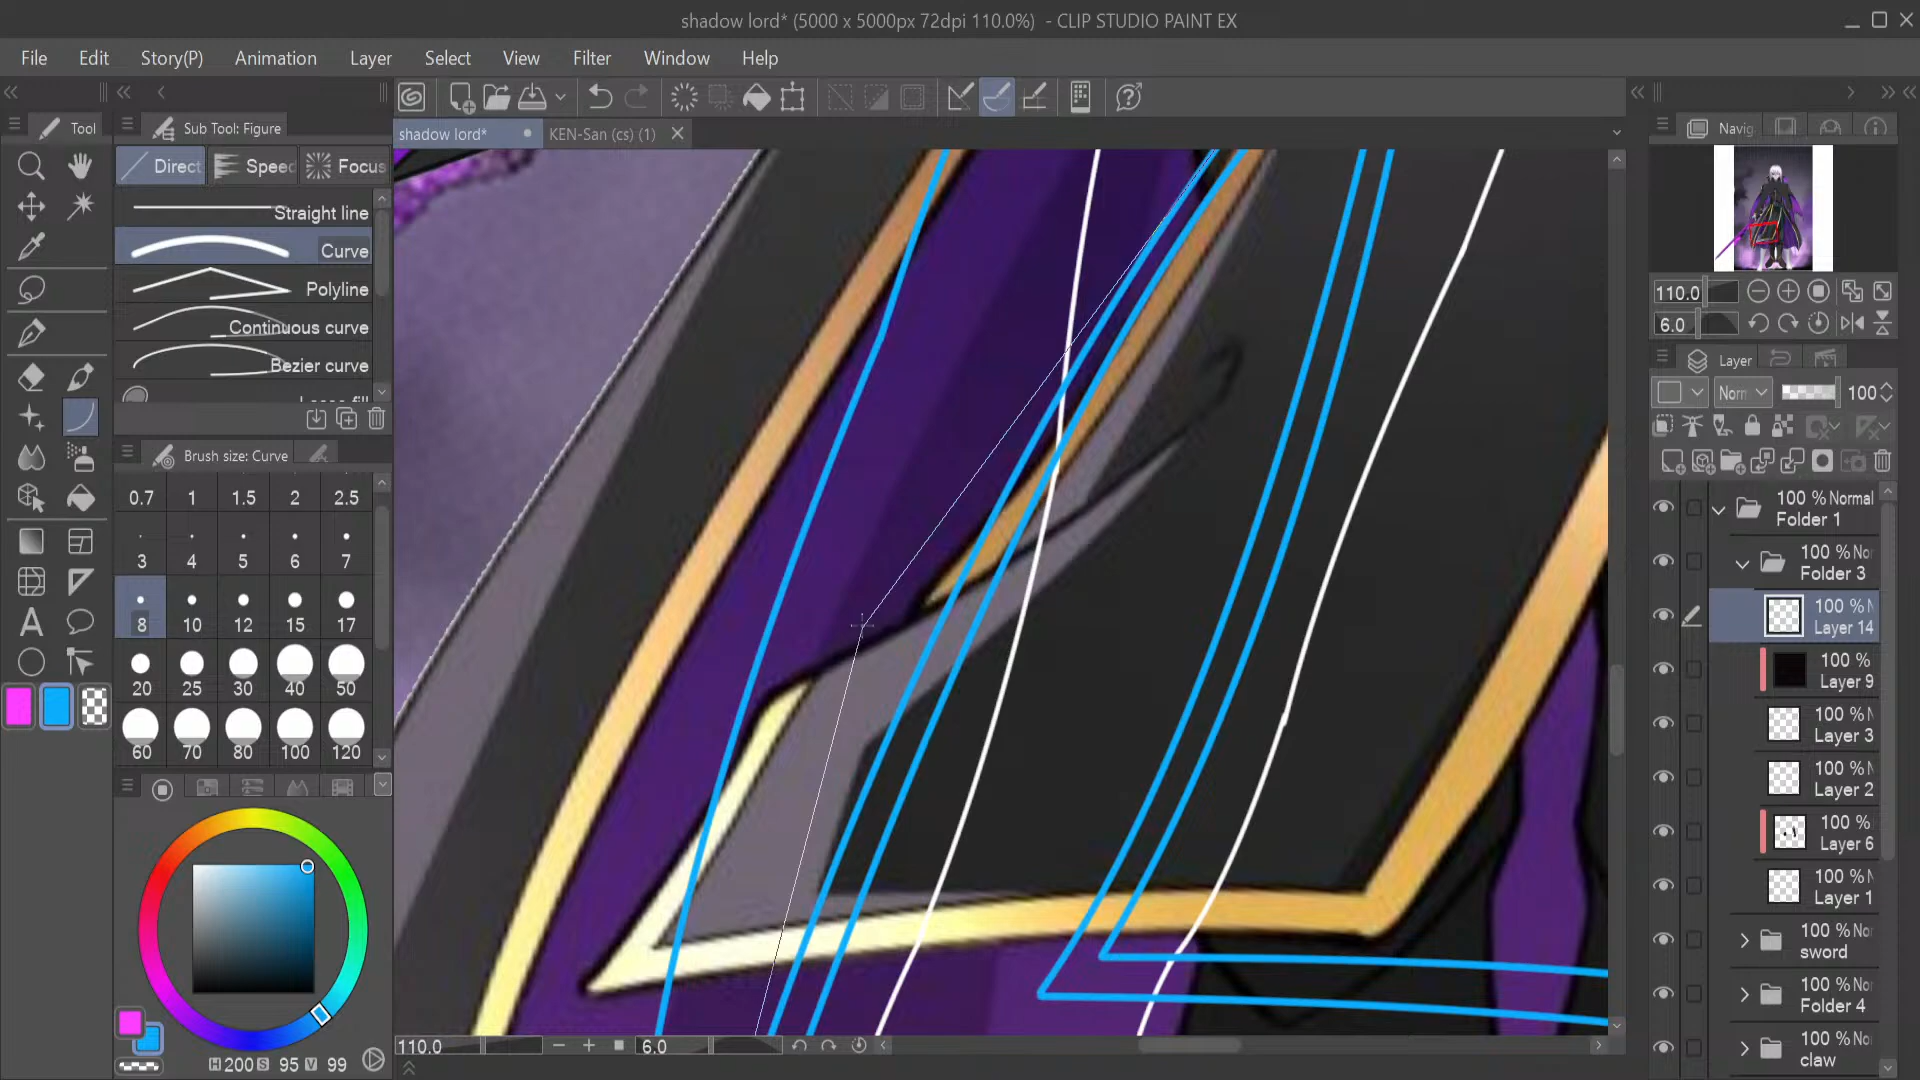 shadow lord* (5000 x 5000px 72dpi 110.0%)  - CLIP STUDIO PAINT EX
File Edit Story(P) Animation Layer Select View Filter Window Help
Tool
Sub Tool: Figure
shadow lord*
KEN-San (cs) (1)
Navig
Direct
Speed
Focus
Straight line
Curve
Polyline
Continuous curve
Bezier curve
Brush size: Curve
0.7 1 1.5 2 2.5
3 4 5 6 7
8 10 12 15 17
20 25 30 40 50
60 70 80 100 120
H 200 S 95 V 99
110.0
6.0
110.0
6.0
Layer
Norm
100
100 % Normal
Folder 1
100 % No
Folder 3
100 % N
Layer 14
100 %
Layer 9
100 % N
Layer 3
100 % N
Layer 2
100 %
Layer 6
100 % N
Layer 1
100 % No
sword
100 % No
Folder 4
100 % No
claw